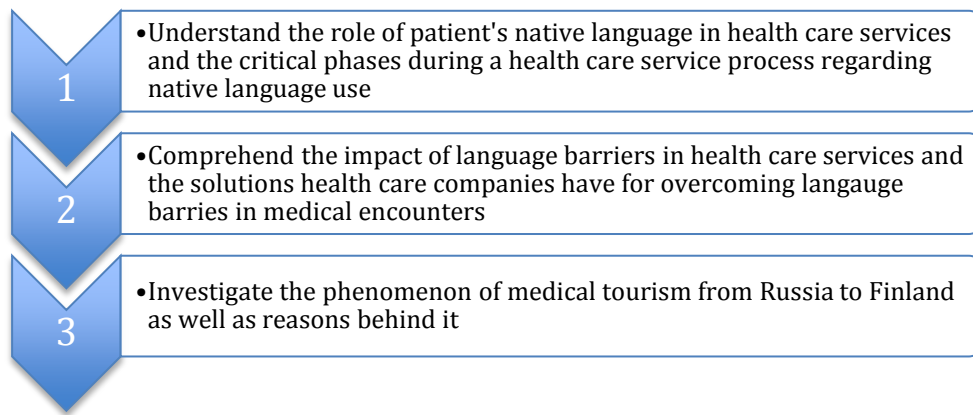 1
•Understand the role of patient's native language in health care services
and the critical phases during a health care service process regarding
native language use
2
•Comprehend the impact of language barriers in health care services and
the solutions health care companies have for overcoming langauge
barries in medical encounters
3
•Investigate the phenomenon of medical tourism from Russia to Finland
as well as reasons behind it